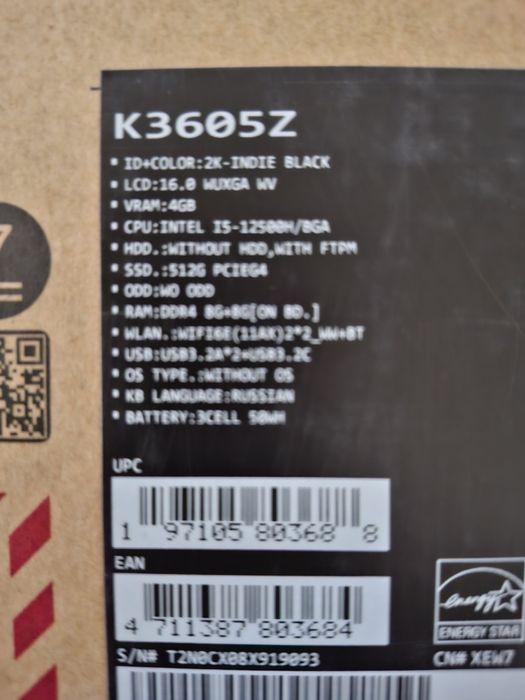 K3605Z
• ID+COLOR:2K-INDIE BLACK
• LCD:16.0 WUXGA WV
• VRAM:4GB
• CPU:INTEL I5-12500H/BGA
• HDD.:WITHOUT HDD,WITH FTPM
• SSD.:512G PCIEG4
• ODD:WO ODD
• RAM:DDR4 8G+8G[ON BD.]
• WLAN.:WIFI6E(11AX)2*2_WW+BT
• USB:USB3.2A*2+USB3.2C
• OS TYPE.:WITHOUT OS
• KB LANGUAGE:RUSSIAN
• BATTERY:3CELL 50WH
7
UPC
1 97105 80368 8
EAN
4 711387 803684
energy
ENERGY STAR
S/N# T2N0CX08X919093
CN# XEW7